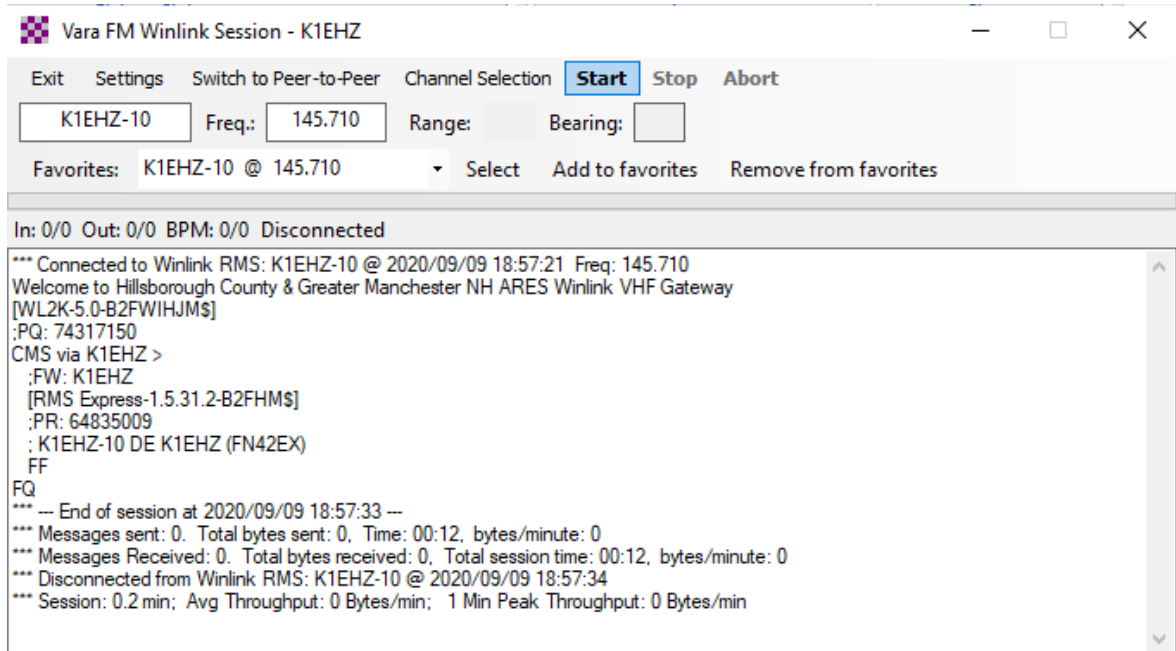 Vara FM Winlink Session - K1EHZ
Exit Settings Switch to Peer-to-Peer Channel Selection Start Stop Abort
K1EHZ-10 Freq.: 145.710 Range: Bearing:
Favorites: K1EHZ-10 @ 145.710 Select Add to favorites Remove from favorites
In: 0/0 Out: 0/0 BPM: 0/0 Disconnected
*** Connected to Winlink RMS: K1EHZ-10 @ 2020/09/09 18:57:21 Freq: 145.710
Welcome to Hillsborough County & Greater Manchester NH ARES Winlink VHF Gateway
[WL2K-5.0-B2FWIHJM$]
;PQ: 74317150
CMS via K1EHZ >
;FW: K1EHZ
[RMS Express-1.5.31.2-B2FHM$]
;PR: 64835009
; K1EHZ-10 DE K1EHZ (FN42EX)
FF
FQ
*** --- End of session at 2020/09/09 18:57:33 ---
*** Messages sent: 0. Total bytes sent: 0, Time: 00:12, bytes/minute: 0
*** Messages Received: 0. Total bytes received: 0, Total session time: 00:12, bytes/minute: 0
*** Disconnected from Winlink RMS: K1EHZ-10 @ 2020/09/09 18:57:34
*** Session: 0.2 min; Avg Throughput: 0 Bytes/min; 1 Min Peak Throughput: 0 Bytes/min